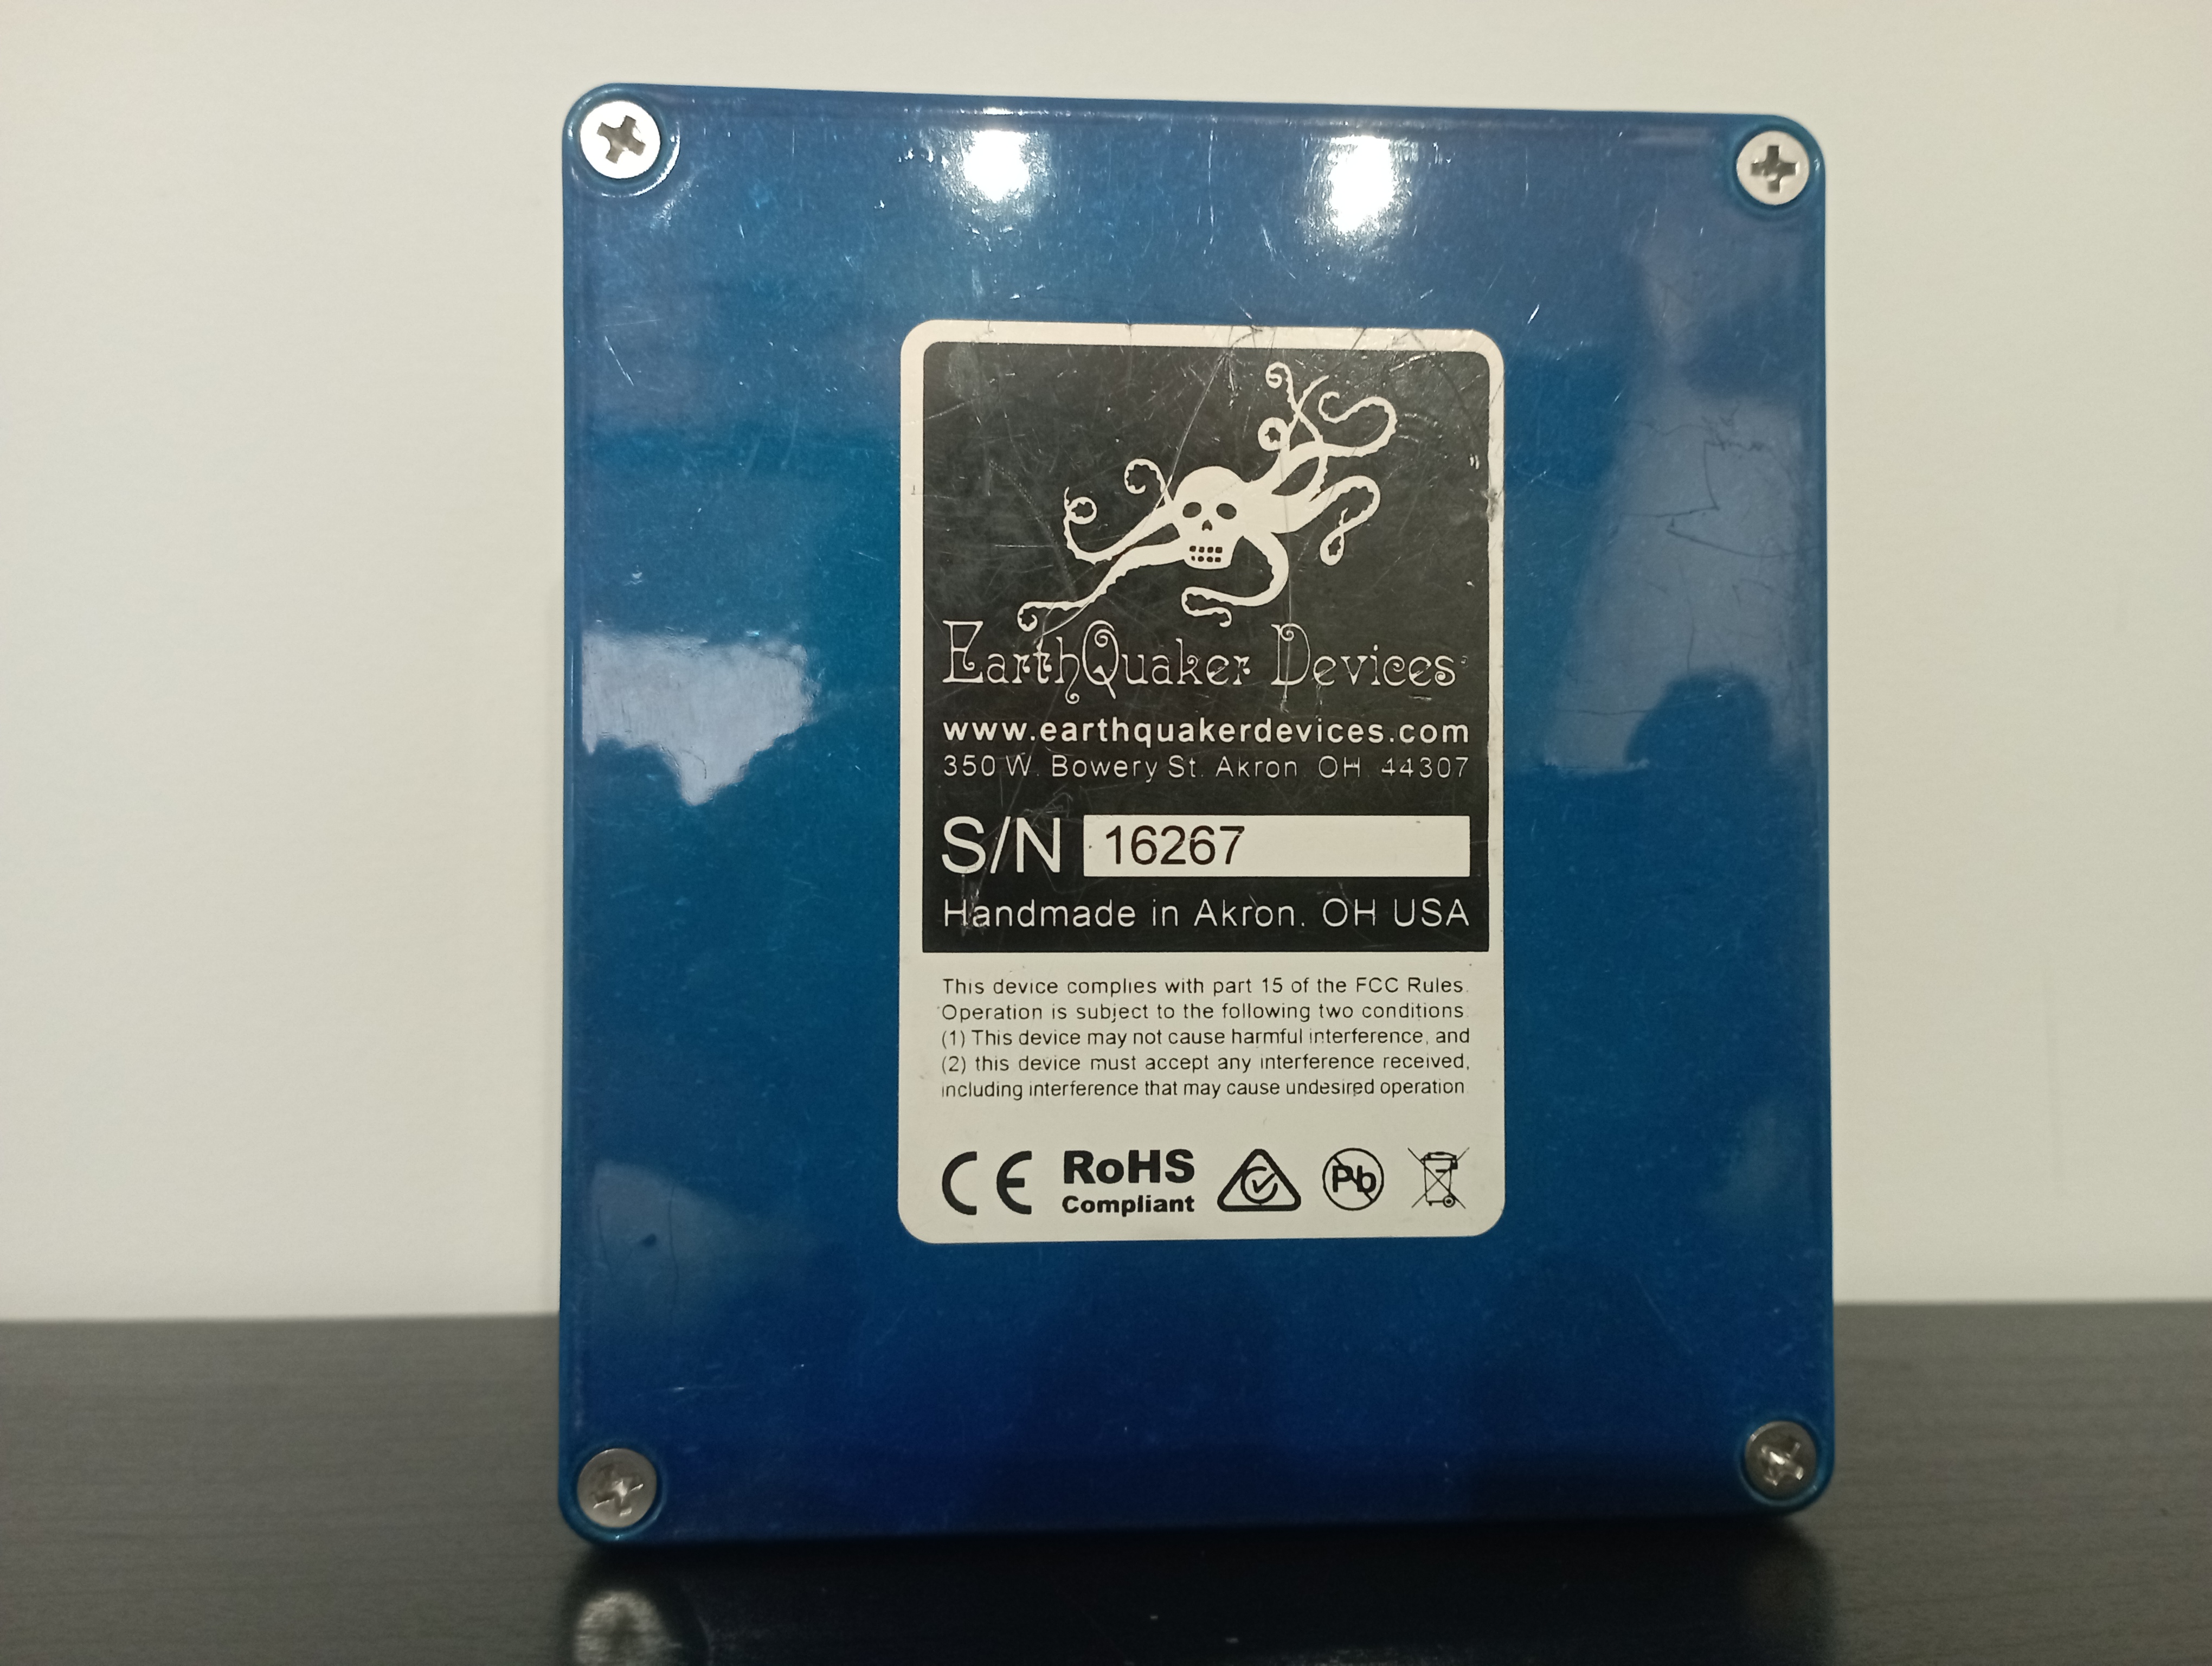 EarthQuaker Devices
www.earthquakerdevices.com
350 W. Bowery St. Akron, OH 44307
S/N 16267
Handmade in Akron, OH USA
This device complies with part 15 of the FCC Rules.
Operation is subject to the following two conditions:
(1) This device may not cause harmful interference, and
(2) this device must accept any interference received,
including interference that may cause undesired operation.
CE RoHS Pb
Compliant